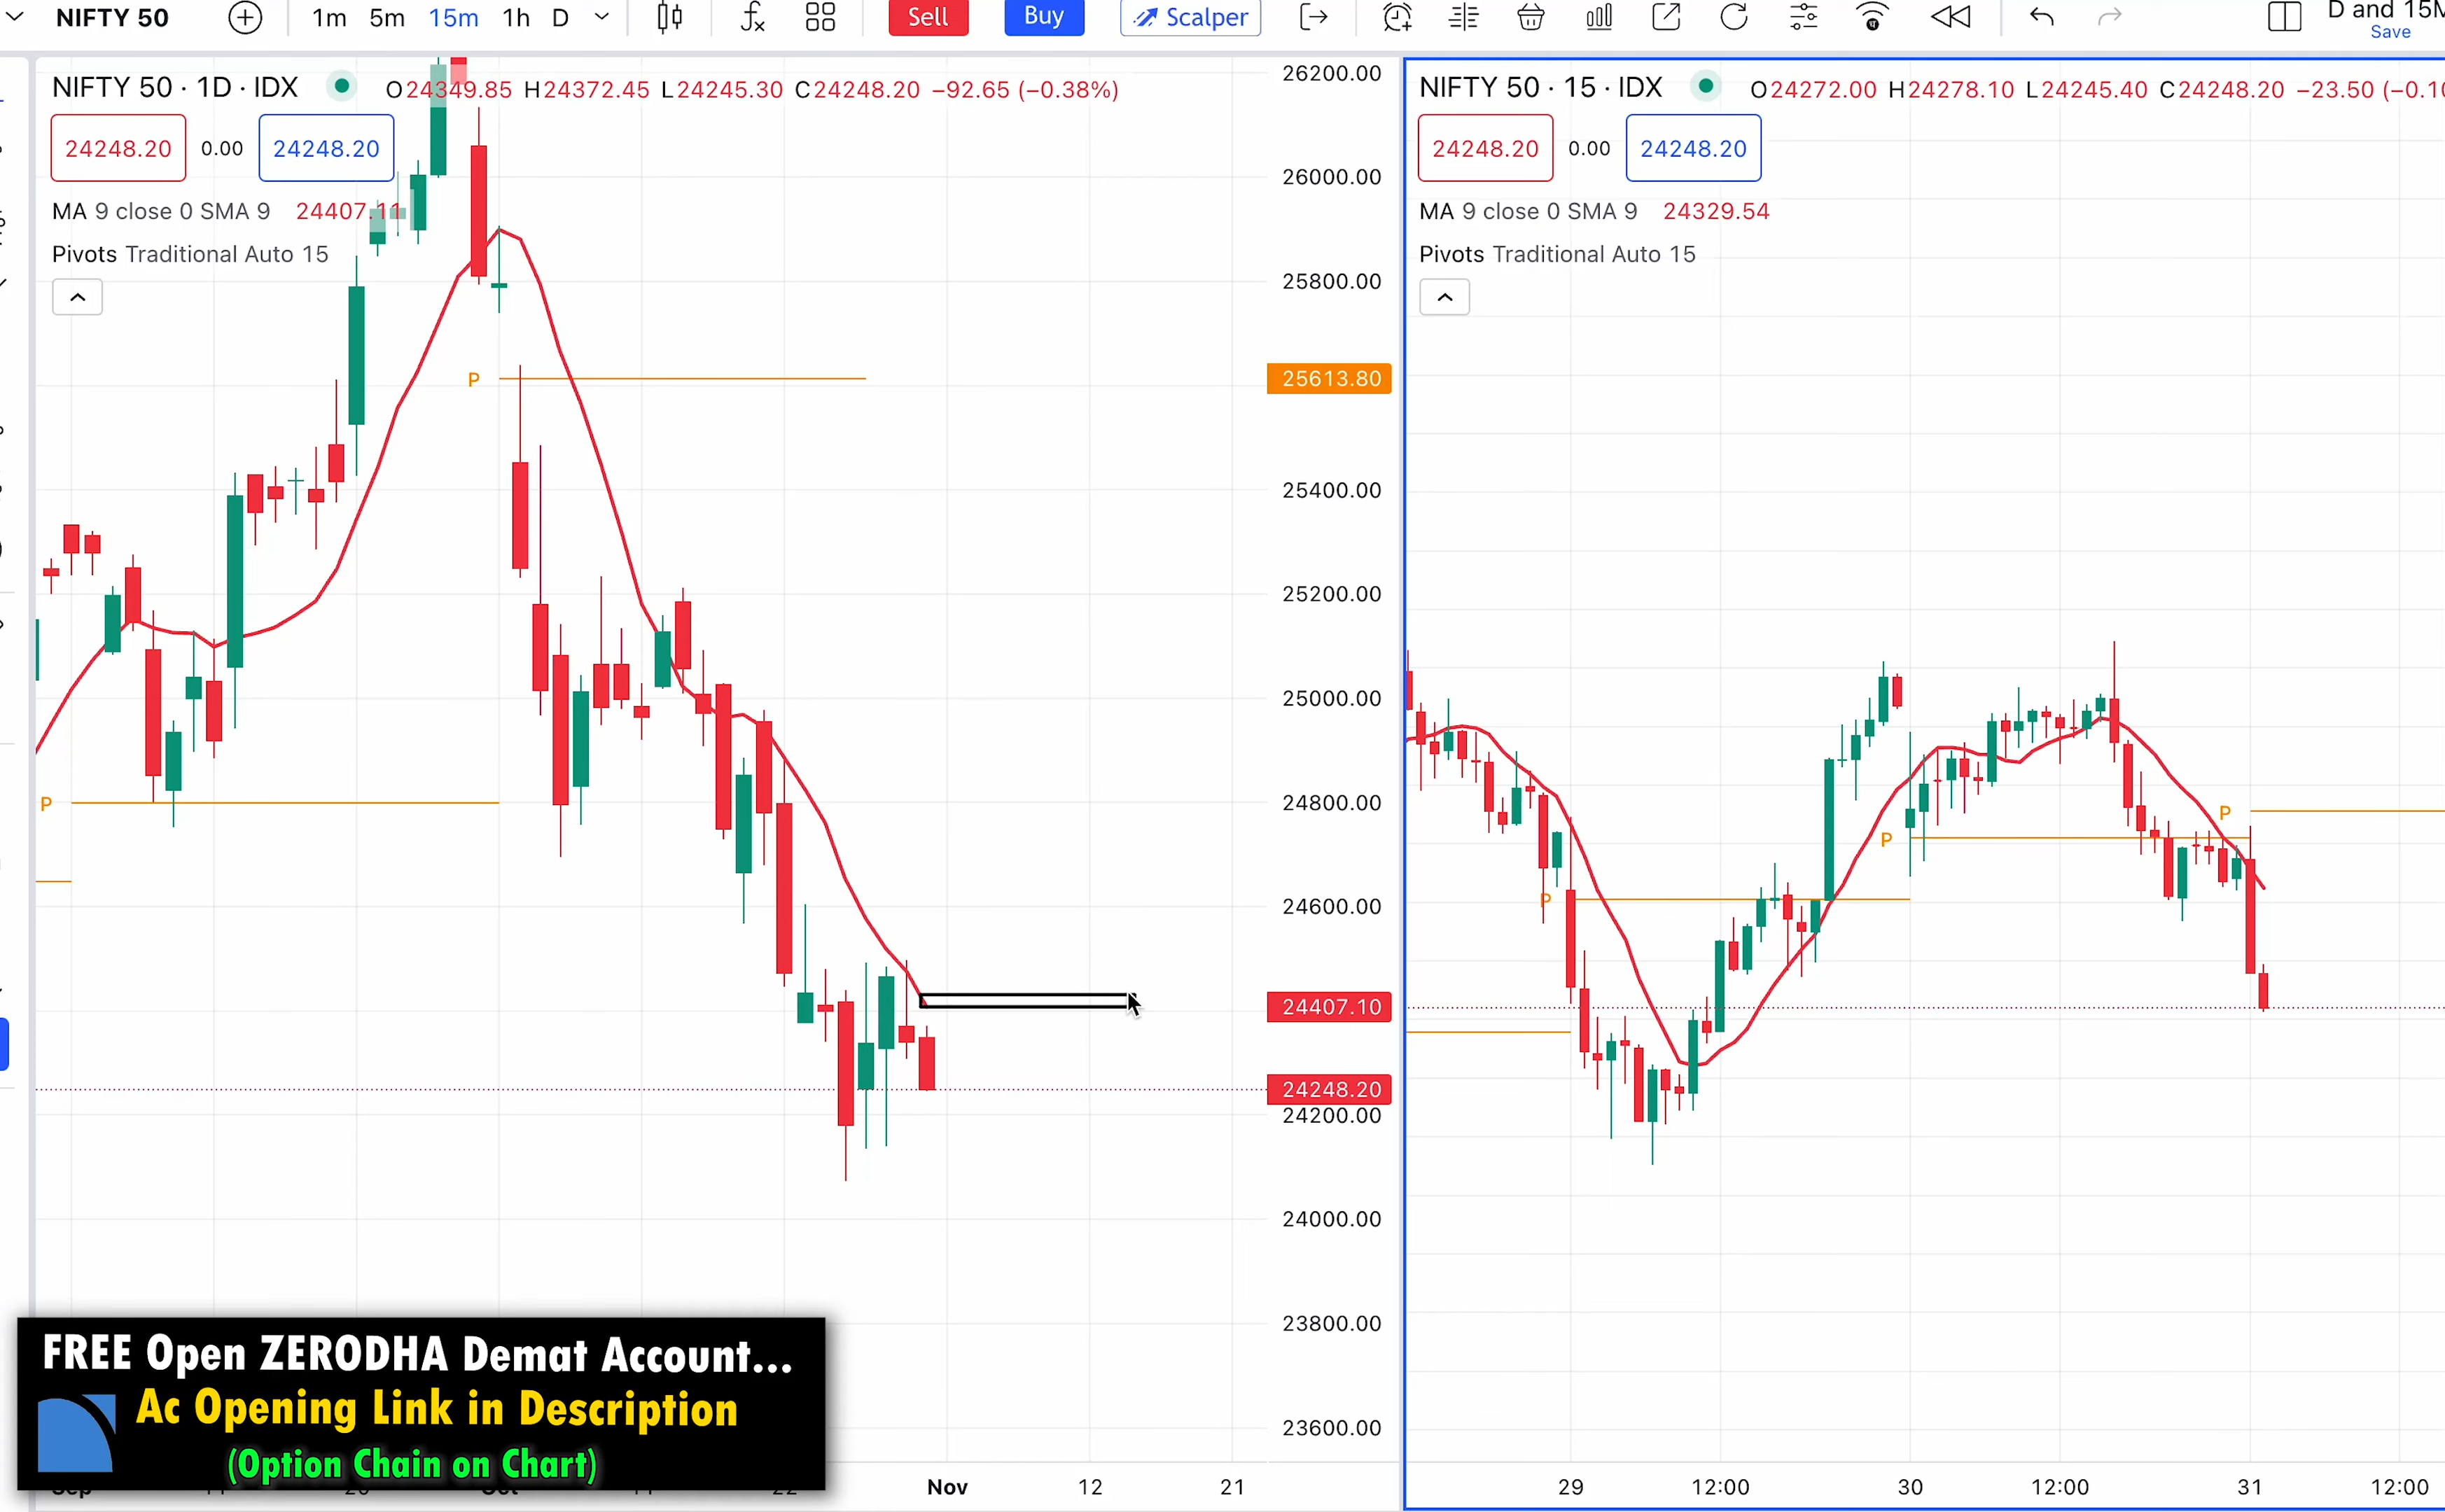 NIFTY 50
1m 5m 15m 1h D
Sell
Buy
Scalper
D and 15M
Save
NIFTY 50 · 1D · IDX
O24349.85 H24372.45 L24245.30 C24248.20 −92.65 (−0.38%)
24248.20
0.00
24248.20
MA 9 close 0 SMA 9 24407.11
Pivots Traditional Auto 15
P
P
26200.00
26000.00
25800.00
25613.80
25400.00
25200.00
25000.00
24800.00
24600.00
24407.10
24248.20
24200.00
24000.00
23800.00
23600.00
Nov
12
21
NIFTY 50 · 15 · IDX
O24272.00 H24278.10 L24245.40 C24248.20 −23.50
24248.20
0.00
24248.20
MA 9 close 0 SMA 9 24329.54
Pivots Traditional Auto 15
P
P
P
29
12:00
30
12:00
31
12:00
FREE Open ZERODHA Demat Account...
Ac Opening Link in Description
(Option Chain on Chart)